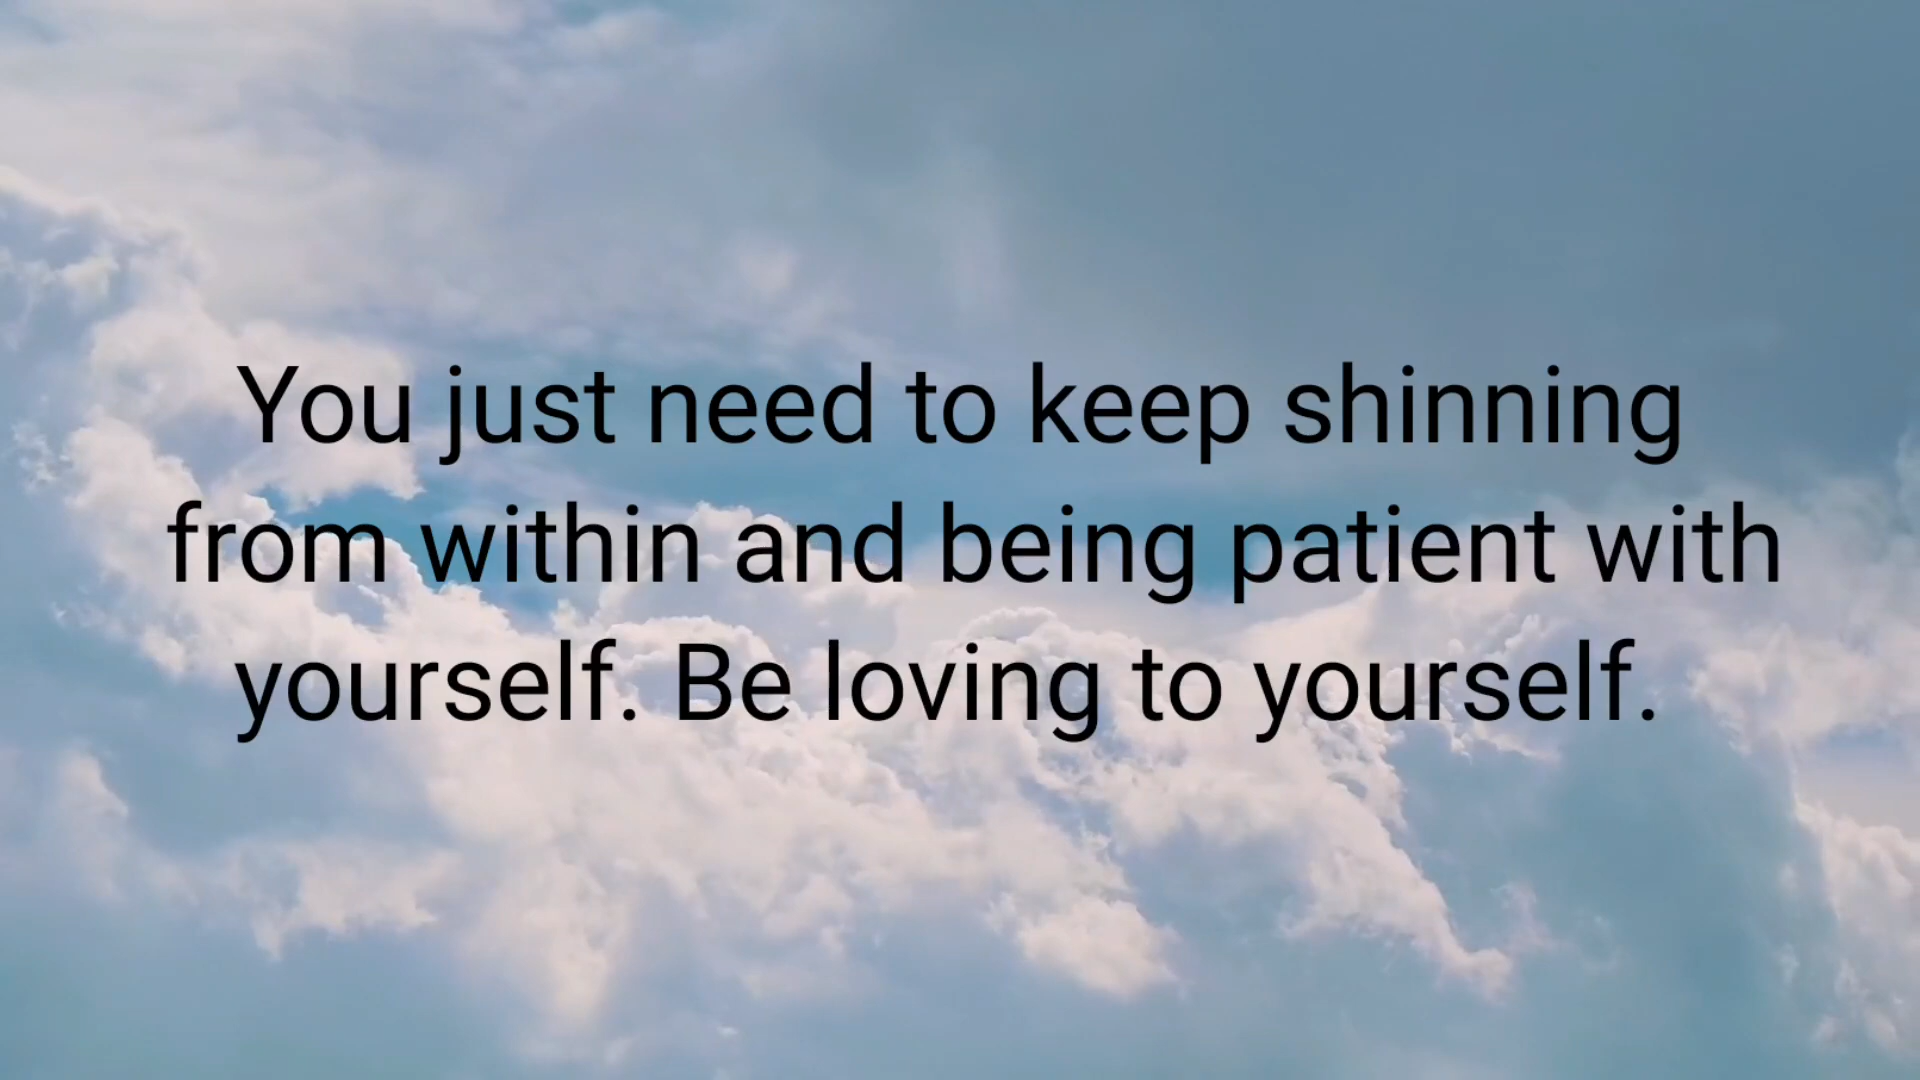 You just need to keep shinning
from within and being patient with
yourself. Be loving to yourself.